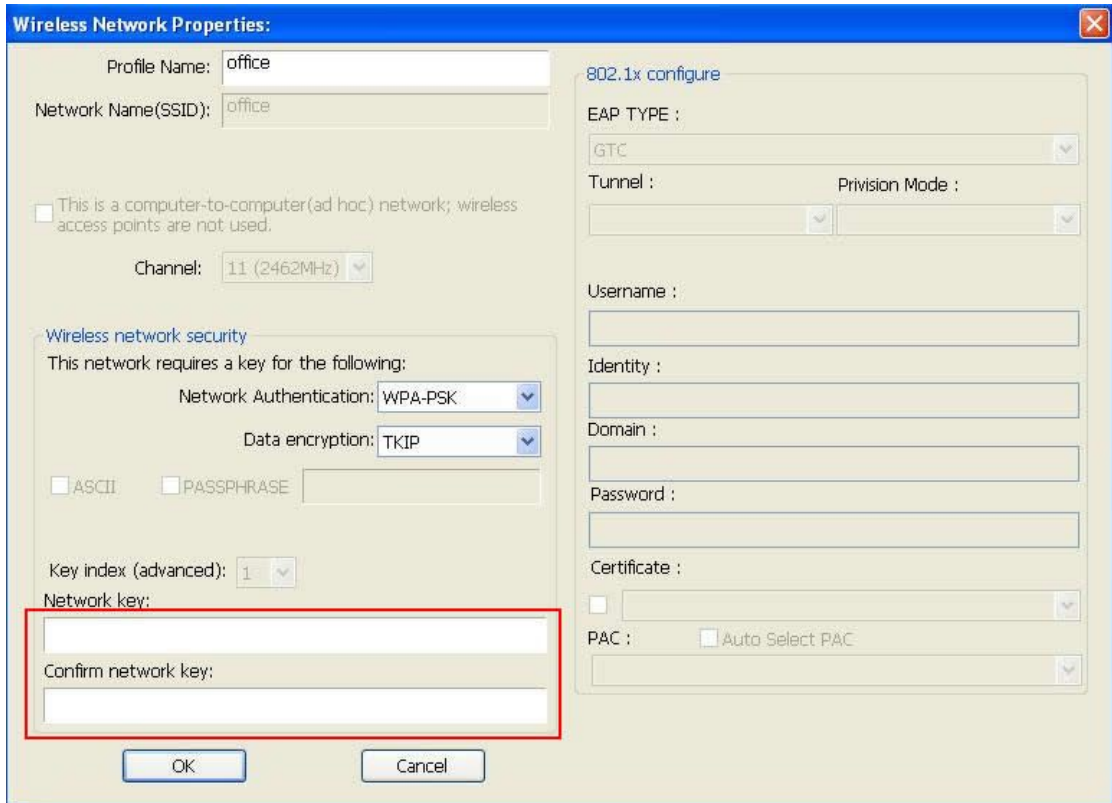 Wireless Network Properties:
Profile Name: office
Network Name(SSID): office
This is a computer-to-computer(ad hoc) network; wireless
access points are not used.
Channel: 11 (2462MHz)
Wireless network security
This network requires a key for the following:
Network Authentication: WPA-PSK
Data encryption: TKIP
ASCII PASSPHRASE
Key index (advanced): 1
Network key:
Confirm network key:
OK Cancel
802.1x configure
EAP TYPE :
GTC
Tunnel : Privision Mode :
Username :
Identity :
Domain :
Password :
Certificate :
PAC : Auto Select PAC